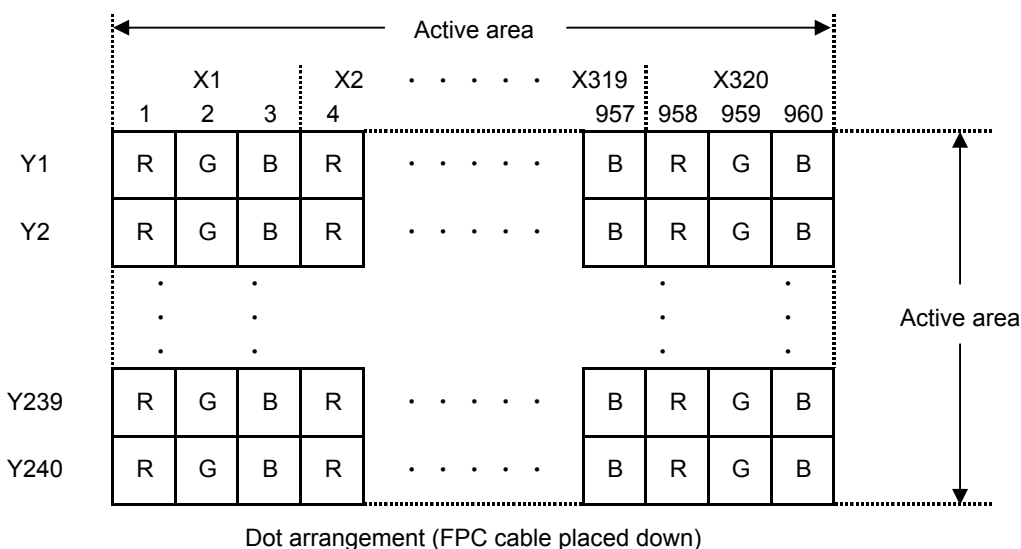 Active area
X1 X2 · · · · · X319 X320
1 2 3 4 957 958 959 960
Y1 R G B R · · · · · B R G B
Y2 R G B R · · · · · B R G B
· · · ·
· · · ·
Active area
· · · ·
Y239 R G B R · · · · · B R G B
Y240 R G B R · · · · · B R G B
Dot arrangement (FPC cable placed down)